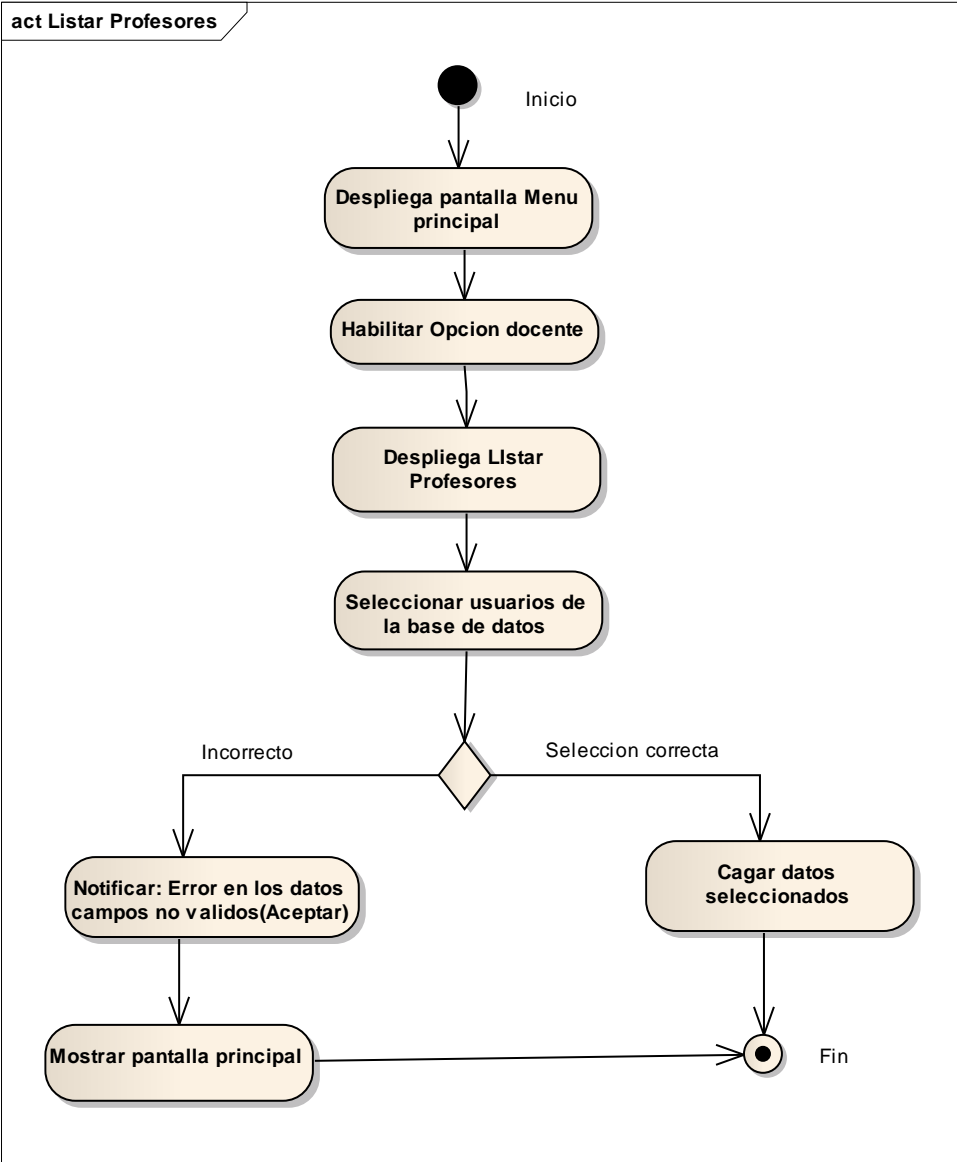 act Listar Profesores
Inicio
Despliega pantalla Menu
principal
Habilitar Opcion docente
Despliega LIstar
Profesores
Seleccionar usuarios de
la base de datos
Incorrecto
Seleccion correcta
Notificar: Error en los datos
campos no validos(Aceptar)
Cagar datos
seleccionados
Mostrar pantalla principal
Fin